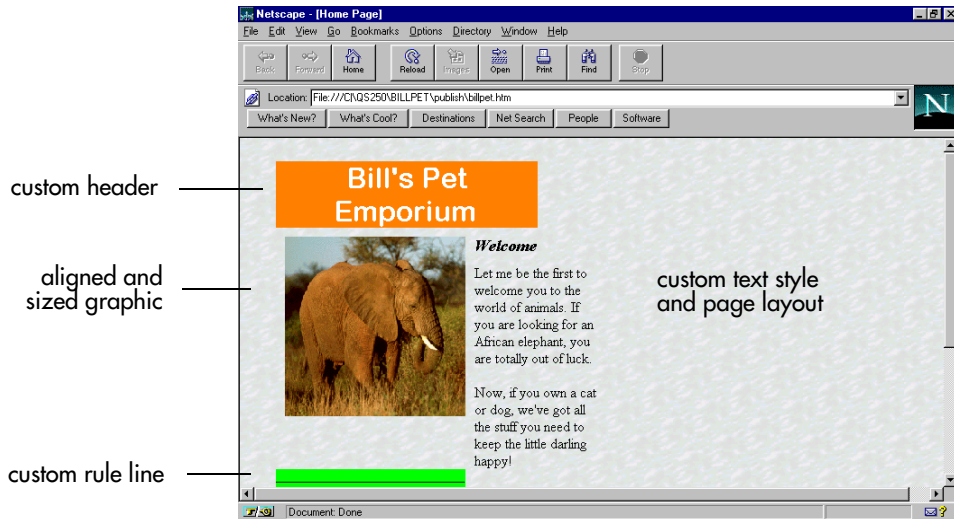 Netscape - [Home Page]
File Edit View Go Bookmarks Options Directory Window Help
Back Forward Home Reload Images Open Print Find Stop
Location: File:///C|\QS250\BILLPET\publish\billpet.htm
N
What's New? What's Cool? Destinations Net Search People Software
custom header
Bill's Pet
Emporium
aligned and
sized graphic
Welcome
Let me be the first to
welcome you to the
world of animals. If
you are looking for an
African elephant, you
are totally out of luck.
Now, if you own a cat
or dog, we've got all
the stuff you need to
keep the little darling
happy!
custom text style
and page layout
custom rule line
Document: Done